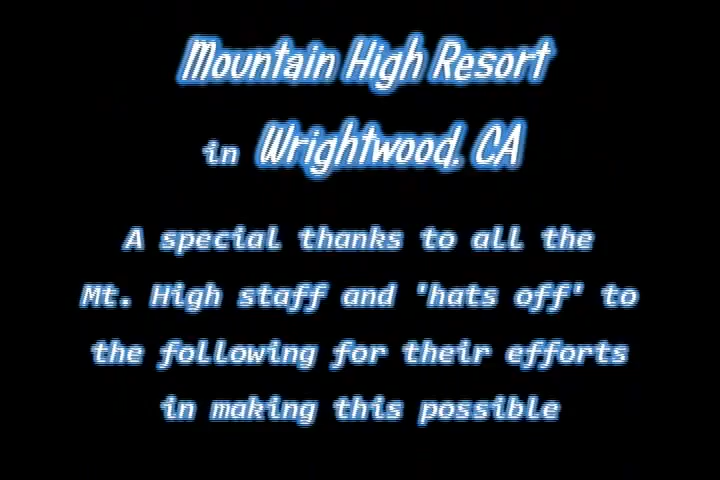 Mountain High Resort
in Wrightwood, CA
A special thanks to all the
Mt. High staff and 'hats off' to
the following for their efforts
in making this possible